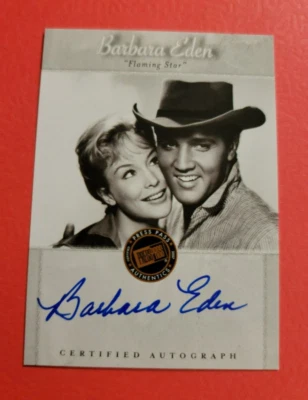 Barbara Eden
"Flaming Star"
PRESS PASS
AUTHENTICS
Barbara Eden
CERTIFIED AUTOGRAPH